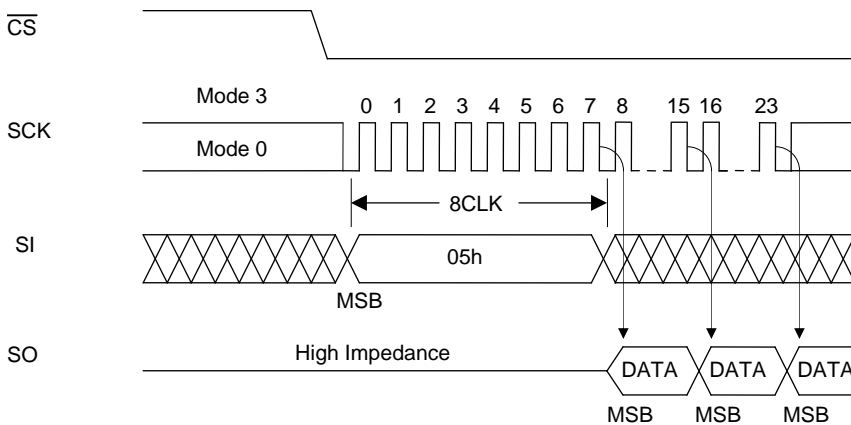 CS
Mode 3
0 1 2 3 4 5 6 7 8 15 16 23
SCK
Mode 0
8CLK
SI
05h
MSB
SO
High Impedance
DATA DATA DATA
MSB MSB MSB